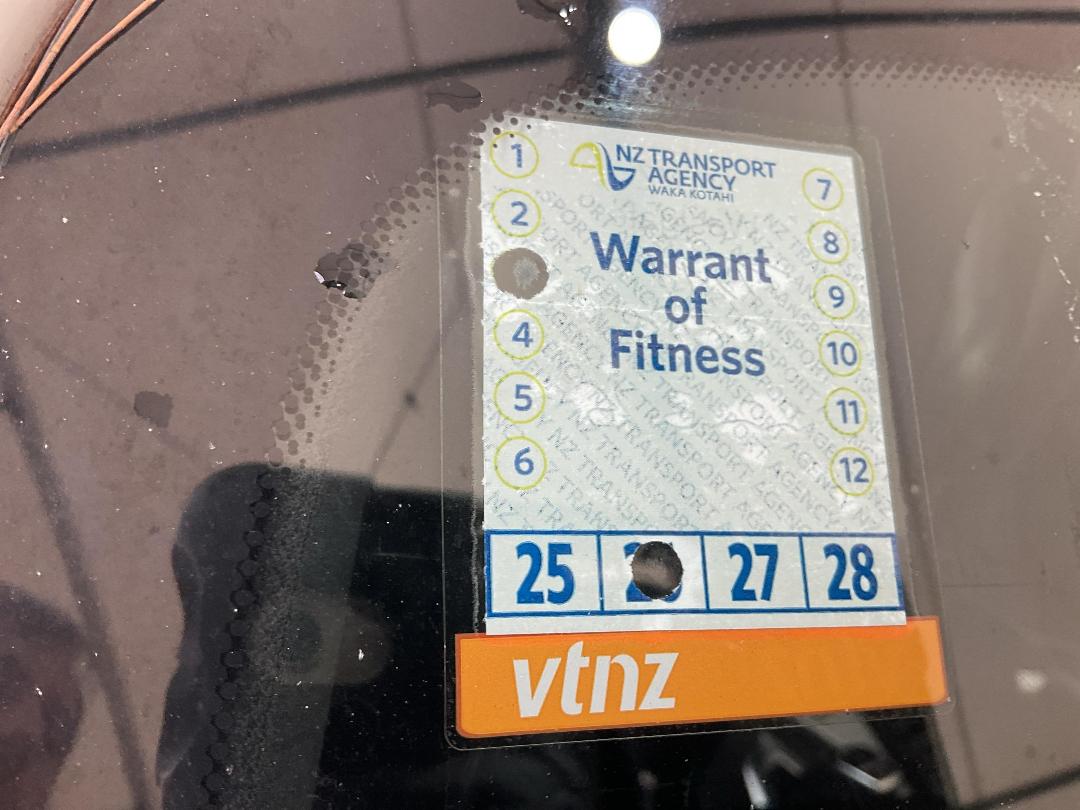 NZ TRANSPORT
AGENCY
WAKA KOTAHI
1
2
4
5
6
7
8
9
10
11
12
Warrant
of
Fitness
25
27
28
vtnz